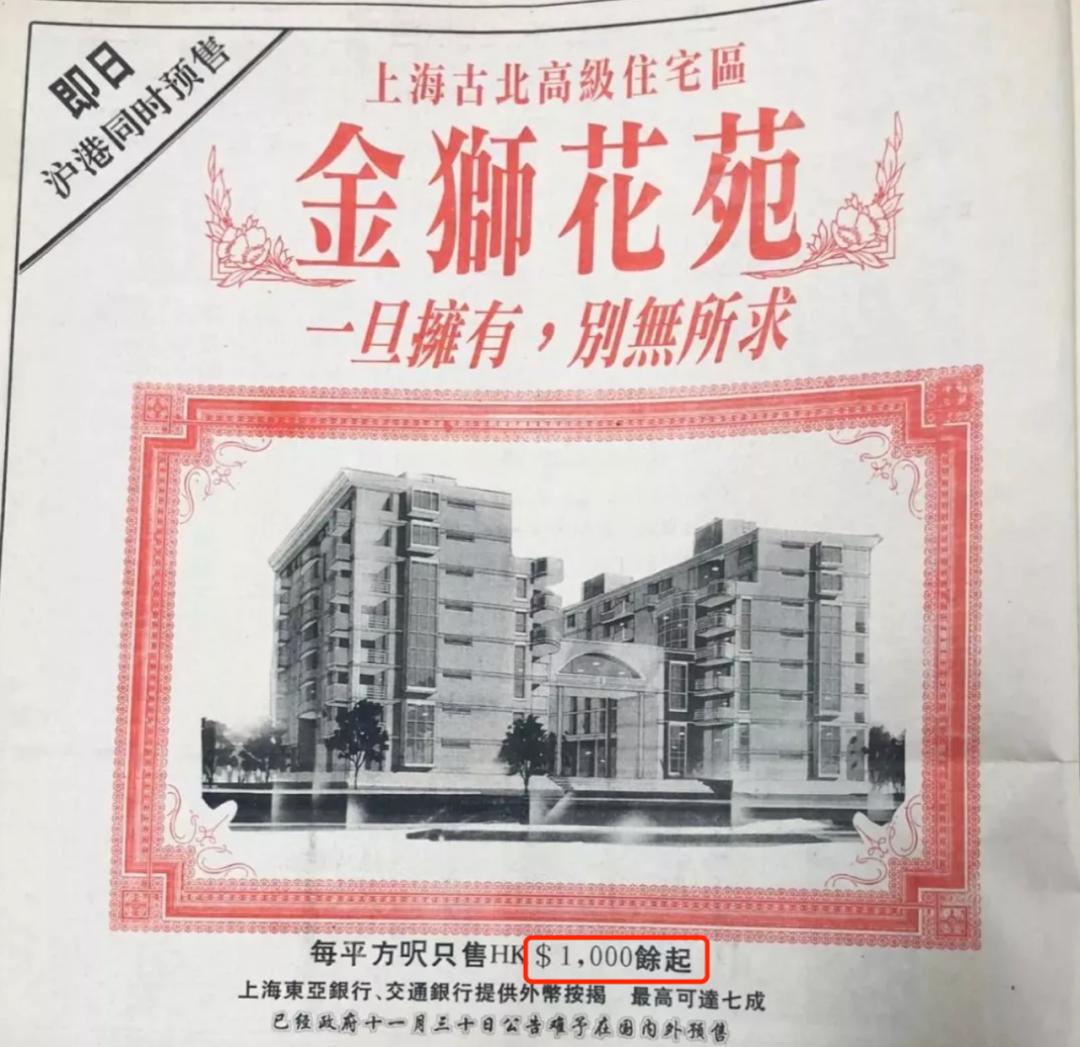 即日
沪港同时预售
上海古北高級住宅區
金獅花苑
一旦擁有，別無所求
每平方呎只售HK$1,000餘起
上海東亞銀行、交通銀行提供外幣按揭 最高可達七成
已经政府十一月三十日公告准予在国内外預售